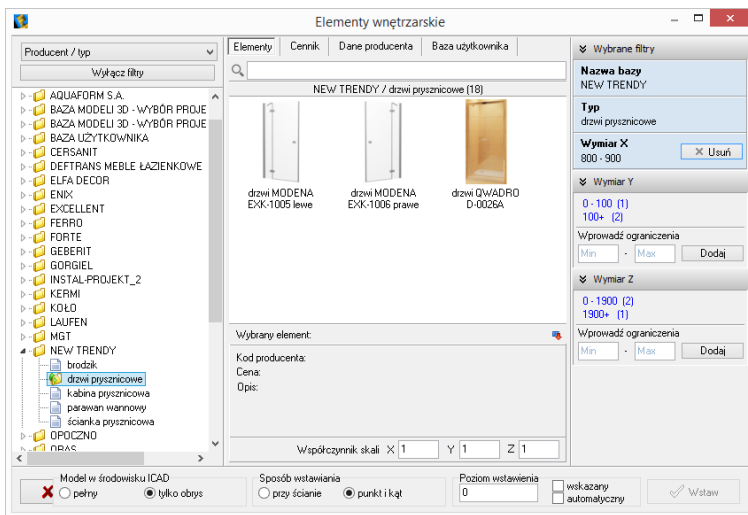 Elementy wnętrzarskie
Producent / typ
Wyłącz filtry
AQUAFORM S.A.
BAZA MODELI 3D - WYBÓR PROJE
BAZA MODELI 3D - WYBÓR PROJE
BAZA UŻYTKOWNIKA
CERSANIT
DEFTRANS MEBLE ŁAZIENKOWE
ELFA DECOR
ENIX
EXCELLENT
FERRO
FORTE
GEBERIT
GORGIEL
INSTAL-PROJEKT_2
KERMI
KOŁO
LAUFEN
MGT
NEW TRENDY
brodzik
drzwi prysznicowe
kabina prysznicowa
parawan wannowy
ścianka prysznicowa
OPOCZNO
ORAS
Elementy Cennik Dane producenta Baza użytkownika
NEW TRENDY / drzwi prysznicowe (18)
drzwi MODENA EXK-1005 lewe
drzwi MODENA EXK-1006 prawe
drzwi QWADRO D-0026A
Wybrany element:
Kod producenta:
Cena:
Opis:
Współczynnik skali X 1 Y 1 Z 1
Wybrane filtry
Nazwa bazy
NEW TRENDY
Typ
drzwi prysznicowe
Wymiar X
800 - 900 Usuń
Wymiar Y
0 - 100 (1)
100+ (2)
Wprowadź ograniczenia
Min - Max Dodaj
Wymiar Z
0 - 1900 (2)
1900+ (1)
Wprowadź ograniczenia
Min - Max Dodaj
Model w środowisku ICAD
pełny tylko obrys
Sposób wstawiania
przy ścianie punkt i kąt
Poziom wstawienia
0
wskazany
automatyczny
Wstaw